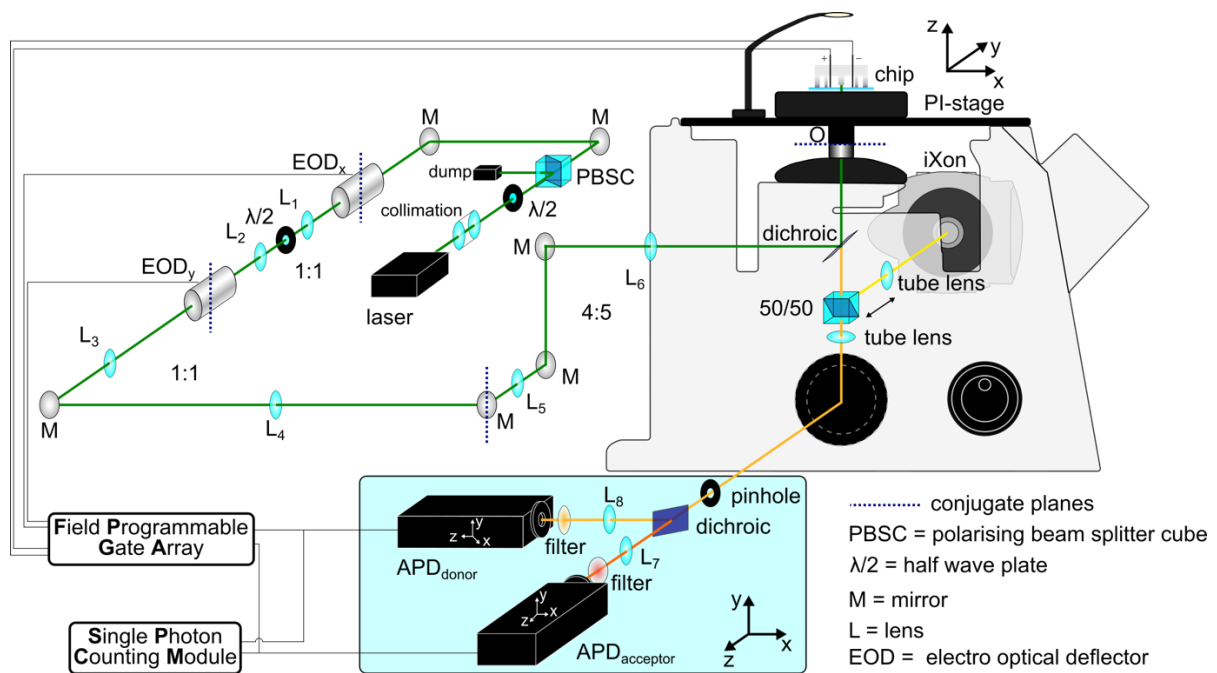 z
y
x
+
–
chip
PI-stage
O
iXon
M
M
EODx
dump
PBSC
λ/2
collimation
L1
λ/2
L2
1:1
M
dichroic
L6
EODy
laser
4:5
50/50
tube lens
tube lens
L3
1:1
M
L5
M
L4
M
pinhole
dichroic
L8
filter
L7
filter
y
z
x
APDdonor
y
z
x
APDacceptor
y
x
z
Field Programmable
Gate Array
Single Photon
Counting Module
conjugate planes
PBSC = polarising beam splitter cube
λ/2 = half wave plate
M = mirror
L = lens
EOD = electro optical deflector